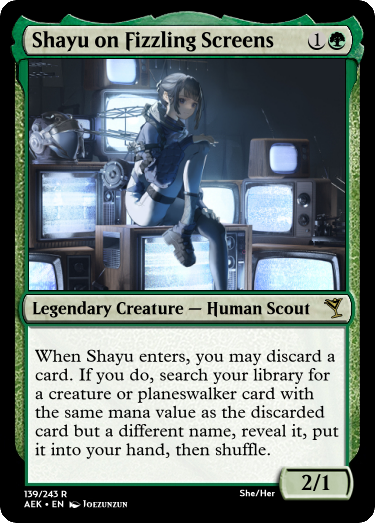 Shayu on Fizzling Screens 1
Legendary Creature — Human Scout
When Shayu enters, you may discard a
card. If you do, search your library for
a creature or planeswalker card with
the same mana value as the discarded
card but a different name, reveal it, put
it into your hand, then shuffle.
2/1
139/243 R She/Her
AEK • EN Joezunzun